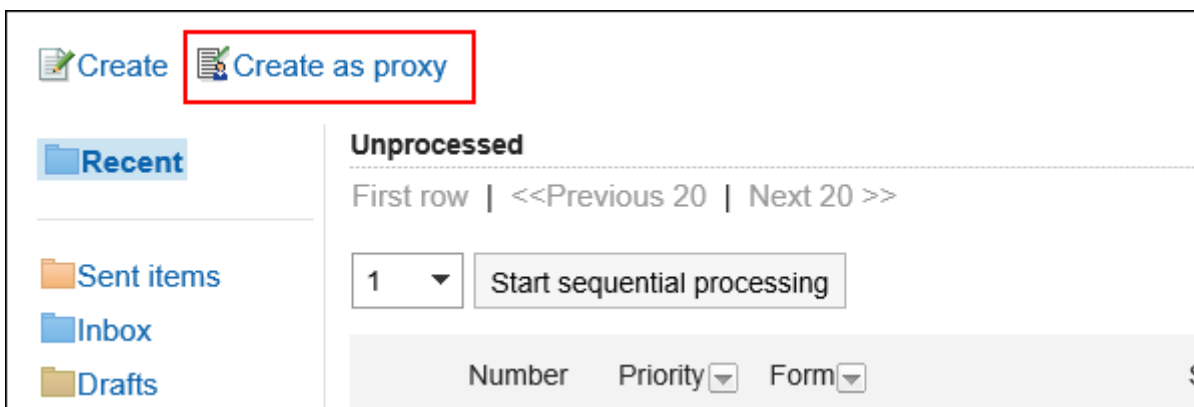 Create Create as proxy
Recent
Unprocessed
First row | <<Previous 20 | Next 20 >>
Sent items
1 Start sequential processing
Inbox
Number Priority Form
Drafts